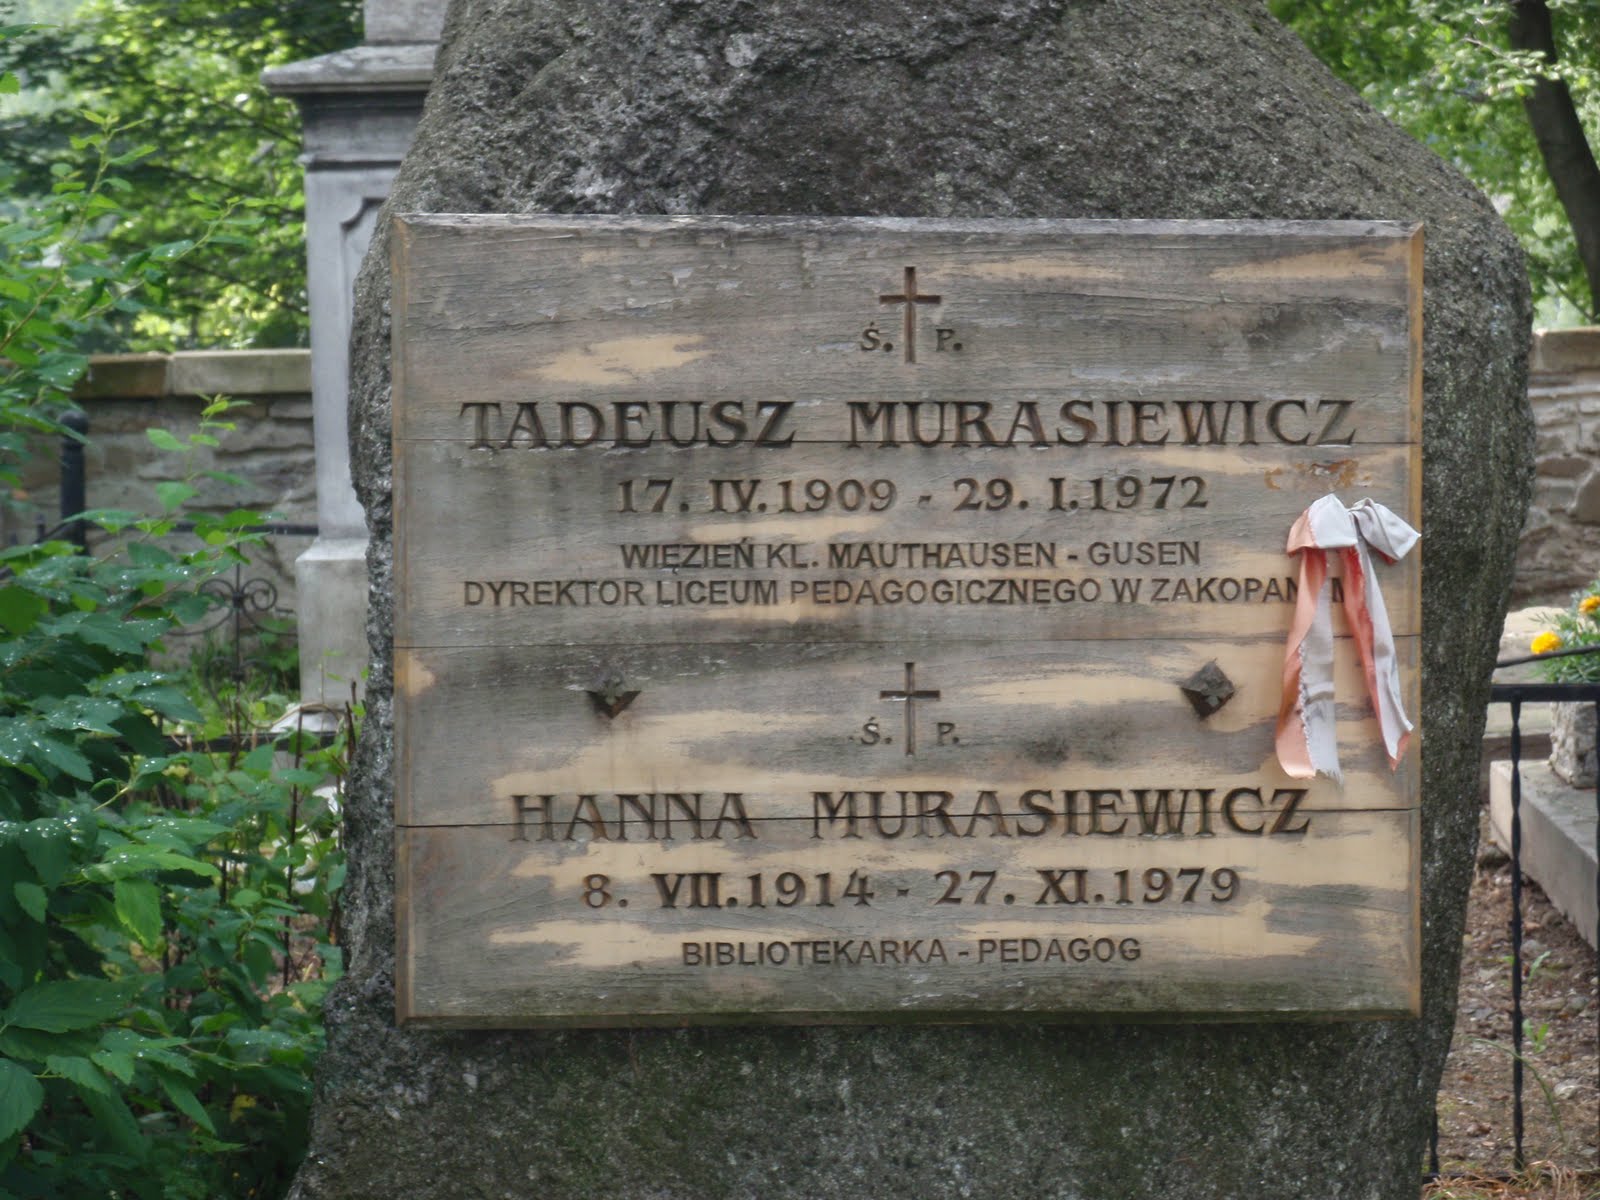 Ś. P.
TADEUSZ MURASIEWICZ
17. IV. 1909 - 29. I. 1972
WIĘZIEŃ KL. MAUTHAUSEN - GUSEN
DYREKTOR LICEUM PEDAGOGICZNEGO W
Ś. P.
HANNA MURASIEWICZ
8. VII. 1914 - 27. XI. 1979
BIBLIOTEKARKA - PEDAGOG